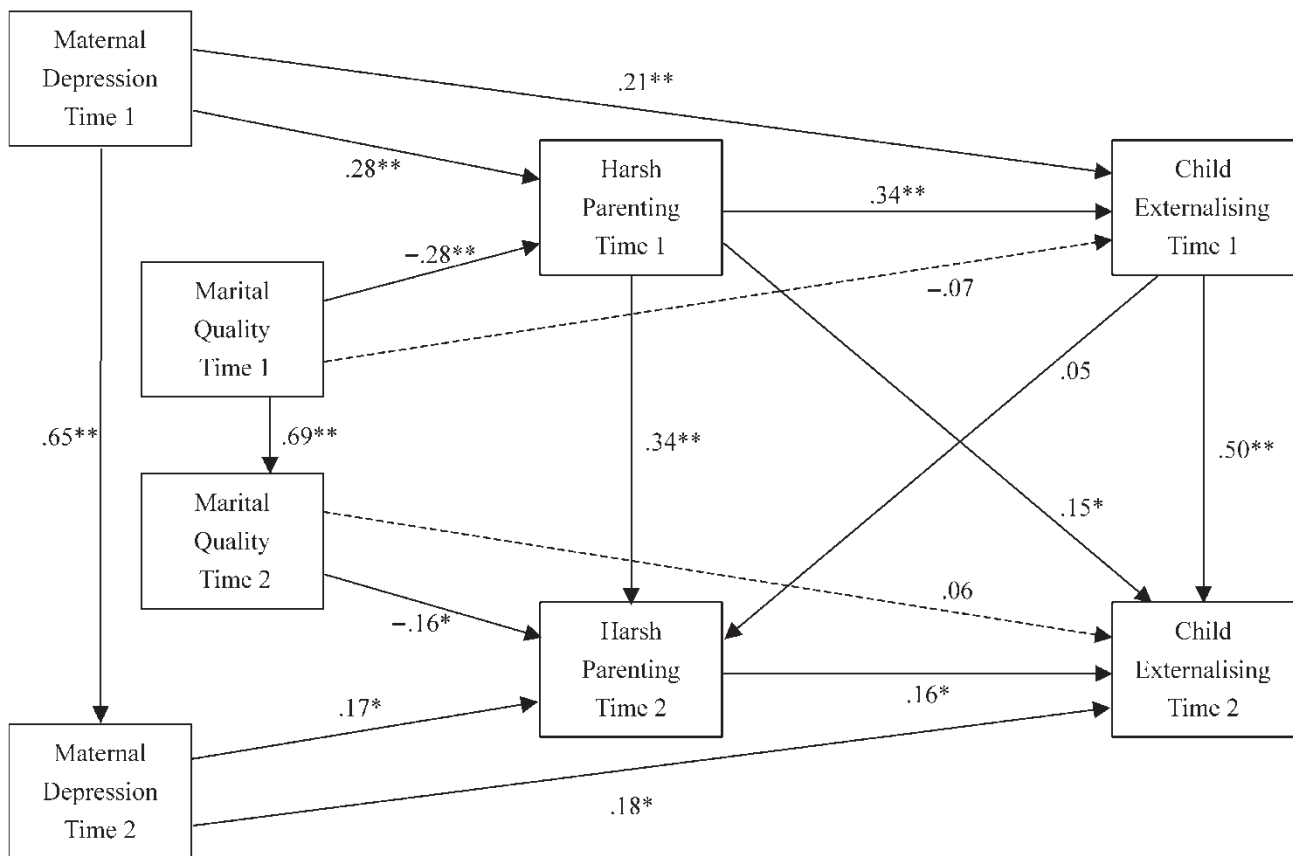 Maternal
Depression
Time 1
.21**
.28**
Harsh
Parenting
Time 1
.34**
Child
Externalising
Time 1
–.28**
–.07
Marital
Quality
Time 1
.05
.65**
.69**
.34**
.50**
Marital
Quality
Time 2
.15*
.06
–.16*
Harsh
Parenting
Time 2
.16*
Child
Externalising
Time 2
.17*
Maternal
Depression
Time 2
.18*